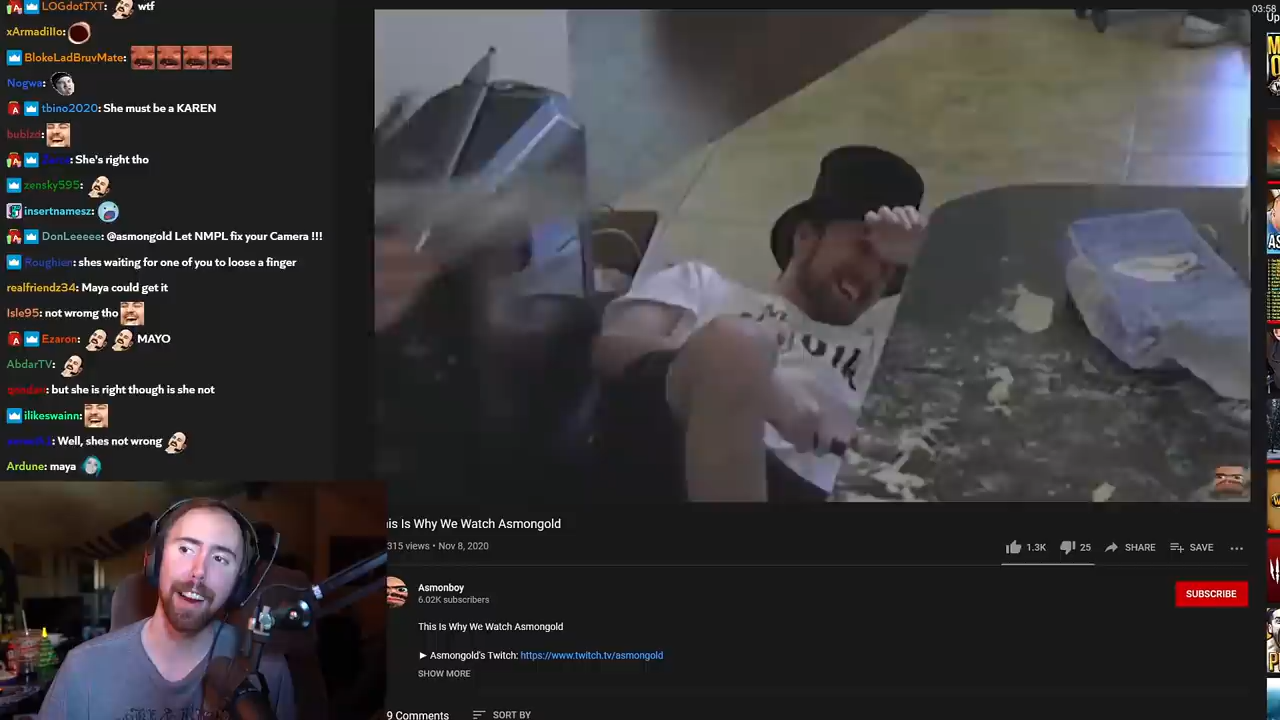 LOGdotTXT: wtf
xArmadillo:
BlokeLadBruvMate:
Nogwa:
tbino2020: She must be a KAREN
bublzd:
: She's right tho
zensky595:
insertnamesz:
DonLeeeee: @asmongold Let NMPL fix your Camera !!!
Roughien: shes waiting for one of you to loose a finger
realfriendz34: Maya could get it
Isle95: not wromg tho
Ezaron: MAYO
AbdarTV:
: but she is right though is she not
ilikeswainn:
: Well, shes not wrong
Ardune: maya
03:58
Up
his Is Why We Watch Asmongold
315 views • Nov 8, 2020
1.3K 25 SHARE SAVE
Asmonboy
6.02K subscribers
SUBSCRIBE
This Is Why We Watch Asmongold
► Asmongold's Twitch: https://www.twitch.tv/asmongold
SHOW MORE
9 Comments SORT BY